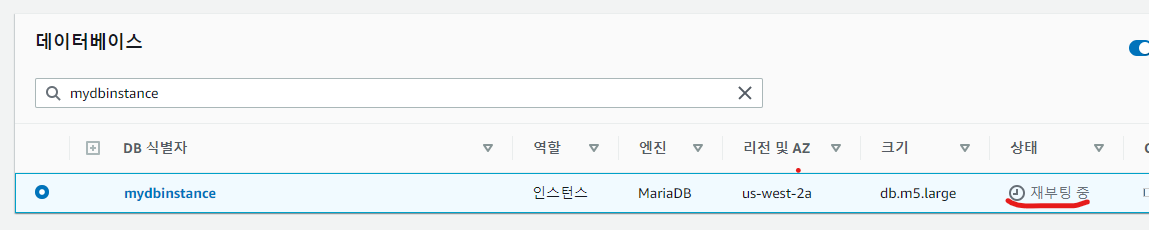 데이터베이스
mydbinstance
DB 식별자 역할 엔진 리전 및 AZ 크기 상태
mydbinstance 인스턴스 MariaDB us-west-2a db.m5.large 재부팅 중